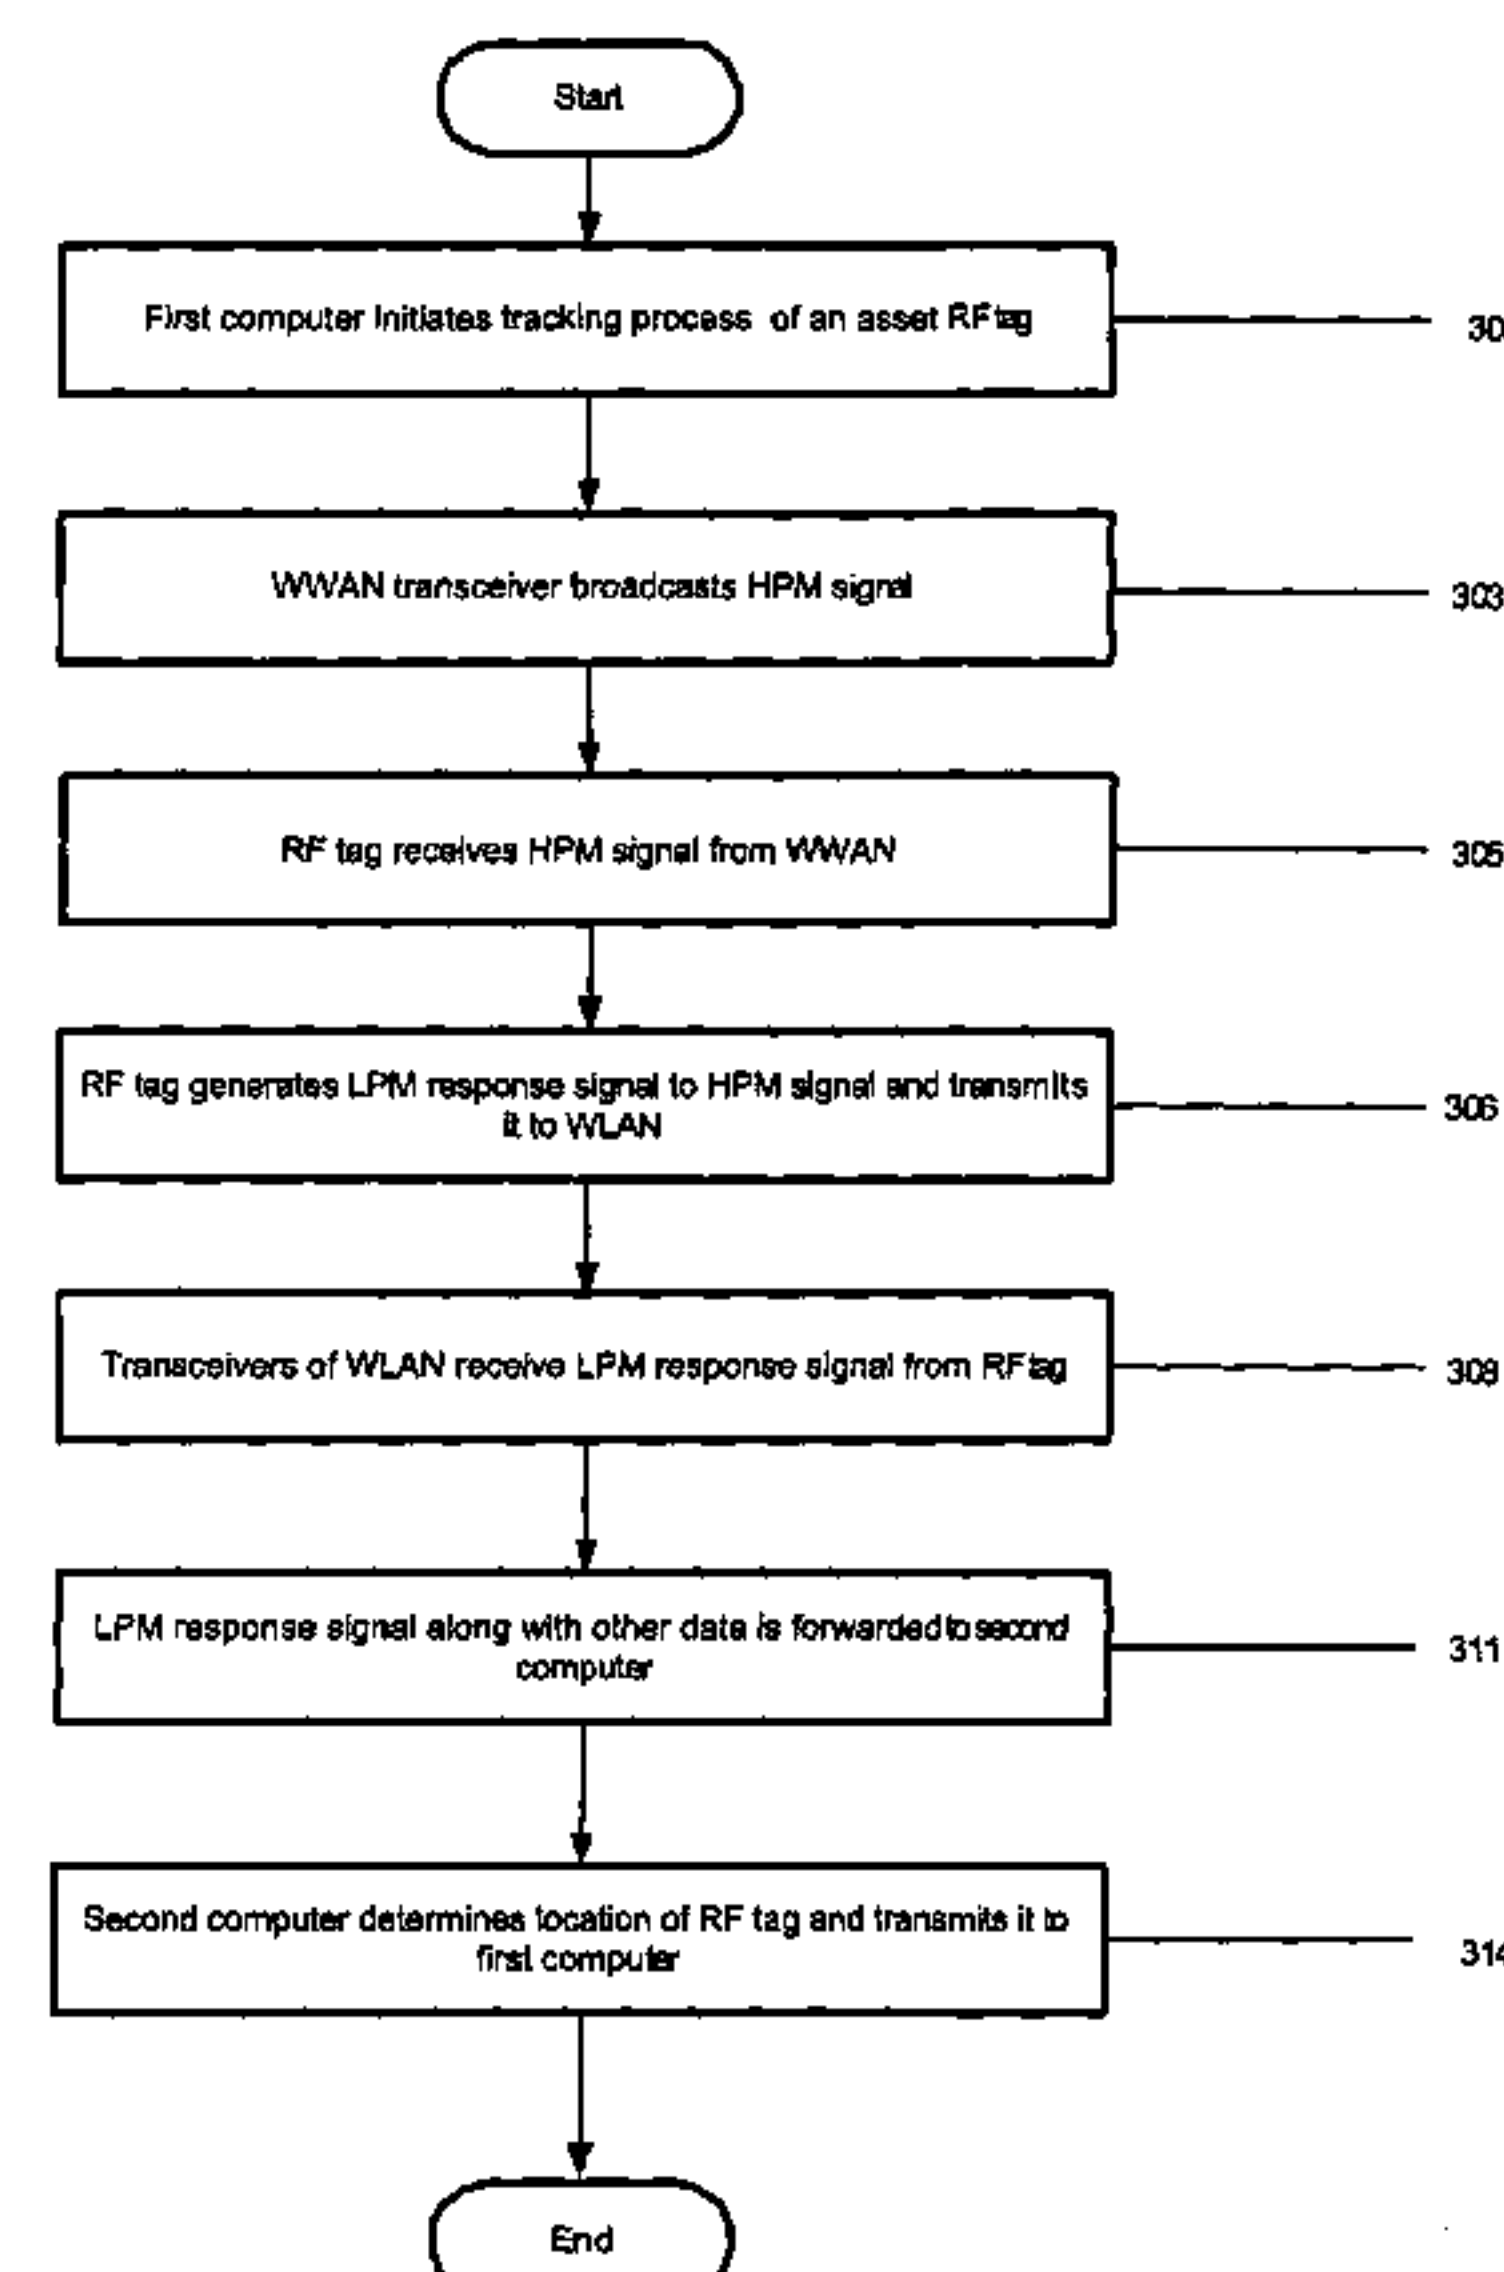 Start
First computer initiates tracking process of an asset RF tag
30
WWAN transceiver broadcasts HPM signal
303
RF tag receives HPM signal from WWAN
305
RF tag generates LPM response signal to HPM signal and transmits
it to WLAN
306
Transceivers of WLAN receive LPM response signal from RF tag
309
LPM response signal along with other data is forwarded to second
computer
311
Second computer determines location of RF tag and transmits it to
first computer
314
End